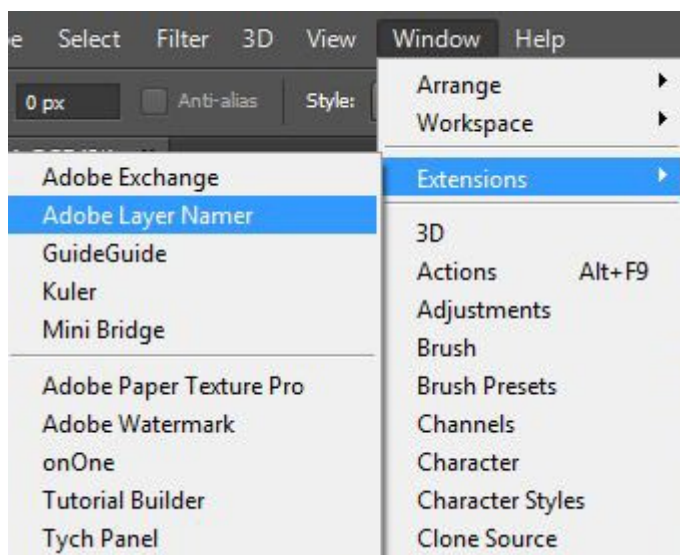 Select Filter 3D View Window Help
0 px Anti-alias Style:
Arrange
Workspace
Extensions
3D
Actions Alt+F9
Adjustments
Brush
Brush Presets
Channels
Character
Character Styles
Clone Source
Adobe Exchange
Adobe Layer Namer
GuideGuide
Kuler
Mini Bridge
Adobe Paper Texture Pro
Adobe Watermark
onOne
Tutorial Builder
Tych Panel